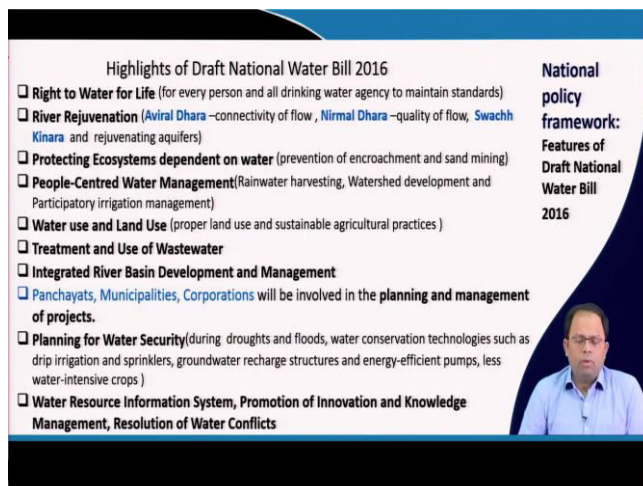 Highlights of Draft National Water Bill 2016
❑ Right to Water for Life (for every person and all drinking water agency to maintain standards)
❑ River Rejuvenation (Aviral Dhara –connectivity of flow , Nirmal Dhara –quality of flow, Swachh
Kinara and rejuvenating aquifers)
❑ Protecting Ecosystems dependent on water (prevention of encroachment and sand mining)
❑ People-Centred Water Management(Rainwater harvesting, Watershed development and
Participatory irrigation management)
❑ Water use and Land Use (proper land use and sustainable agricultural practices )
❑ Treatment and Use of Wastewater
❑ Integrated River Basin Development and Management
❑ Panchayats, Municipalities, Corporations will be involved in the planning and management
of projects.
❑ Planning for Water Security(during droughts and floods, water conservation technologies such as
drip irrigation and sprinklers, groundwater recharge structures and energy-efficient pumps, less
water-intensive crops )
❑ Water Resource Information System, Promotion of Innovation and Knowledge
Management, Resolution of Water Conflicts
National
policy
framework:
Features of
Draft National
Water Bill
2016